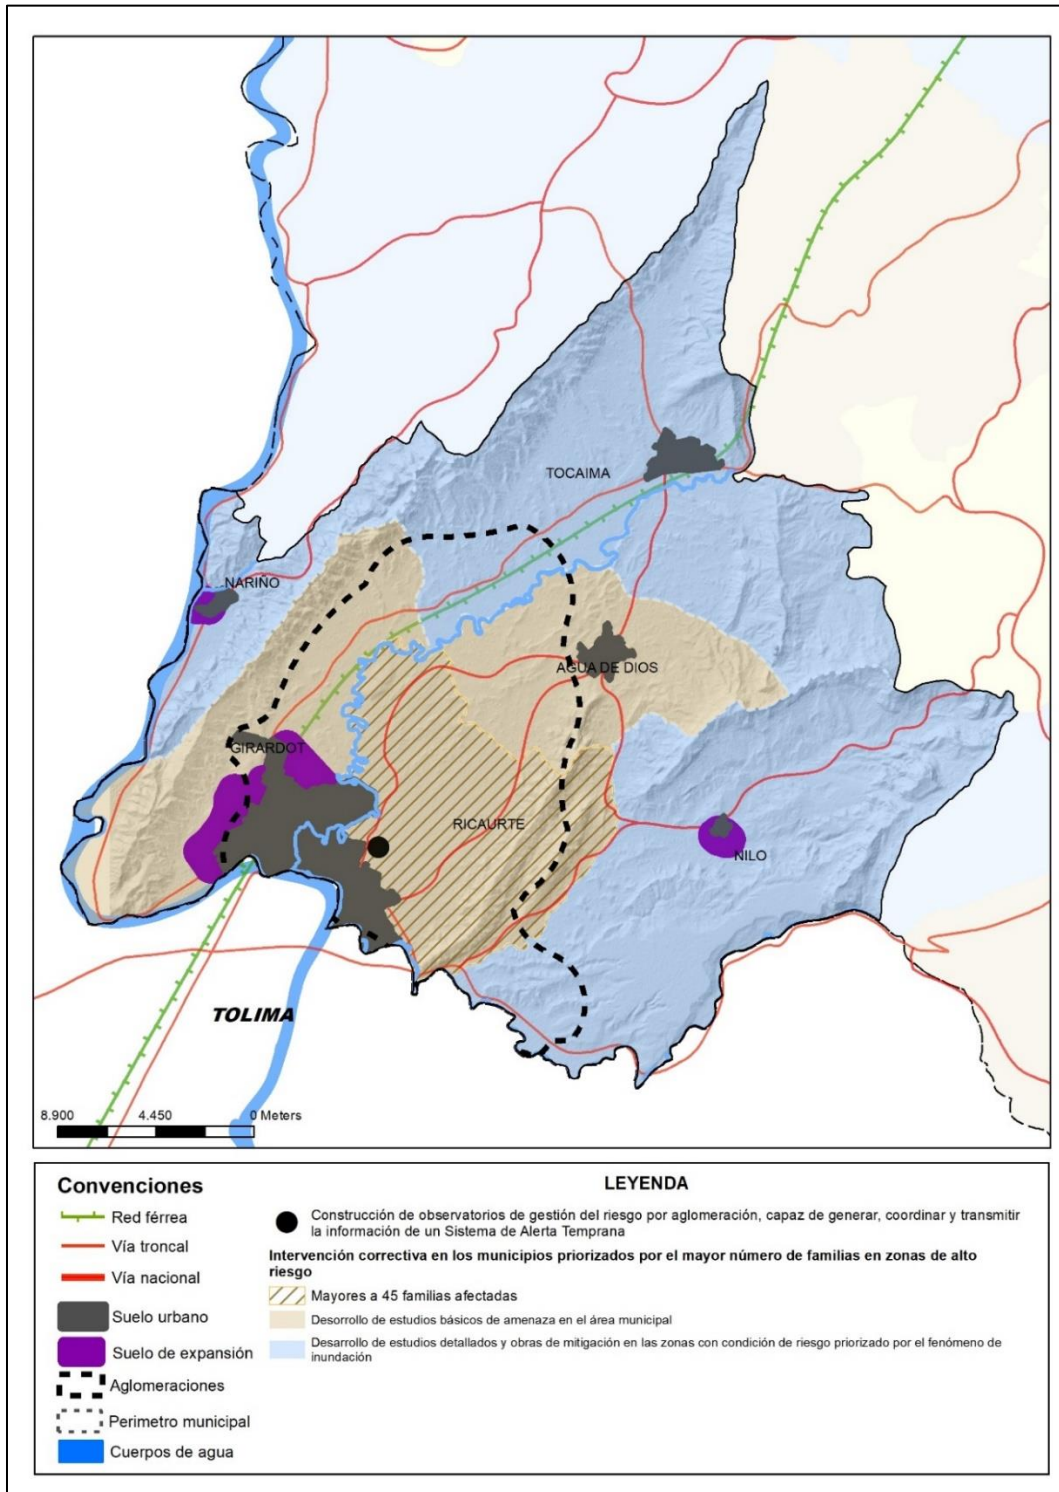 TOCAIMA
NARIÑO
AGUA DE DIOS
GIRARDOT
RICAURTE
NILO
TOLIMA
8.900 4.450 0 Meters
Convenciones
Red férrea
Vía troncal
Vía nacional
Suelo urbano
Suelo de expansión
Aglomeraciones
Perimetro municipal
Cuerpos de agua
LEYENDA
Construcción de observatorios de gestión del riesgo por aglomeración, capaz de generar, coordinar y transmitir
la información de un Sistema de Alerta Temprana
Intervención correctiva en los municipios priorizados por el mayor número de familias en zonas de alto
riesgo
Mayores a 45 familias afectadas
Desorrollo de estudios básicos de amenaza en el área municipal
Desarrollo de estudios detallados y obras de mitigación en las zonas con condición de riesgo priorizado por el fenómeno de
inundación